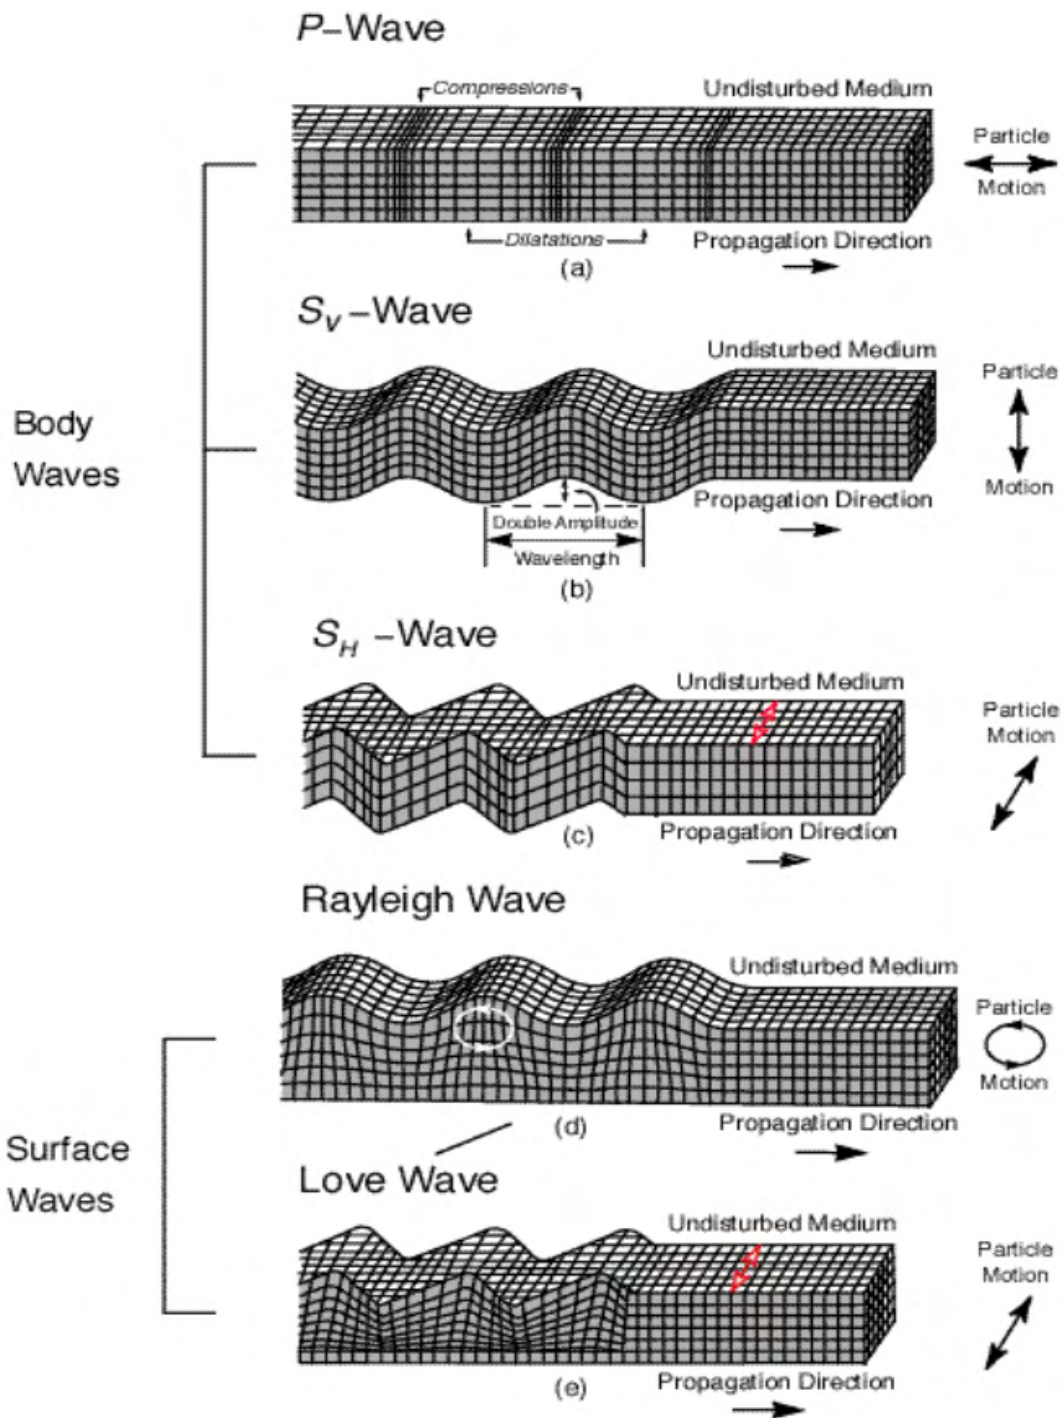 P–Wave
Compressions
Undisturbed Medium
Particle
Motion
Dilatations
Propagation Direction
(a)
SV –Wave
Undisturbed Medium
Particle
Motion
Propagation Direction
Double Amplitude
Wavelength
(b)
Body
Waves
SH –Wave
Undisturbed Medium
Particle
Motion
Propagation Direction
(c)
Rayleigh Wave
Undisturbed Medium
Particle
Motion
Propagation Direction
(d)
Surface
Waves
Love Wave
Undisturbed Medium
Particle
Motion
Propagation Direction
(e)